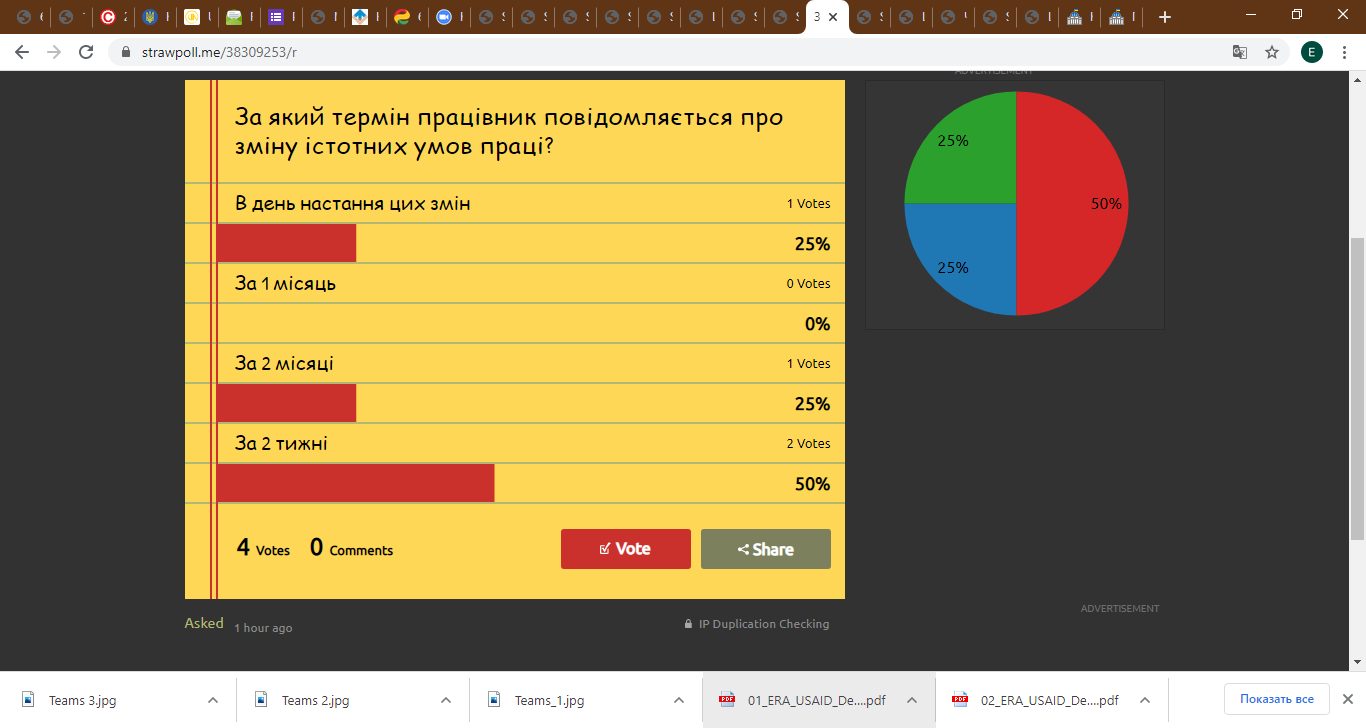 3
strawpoll.me/38309253/r
E
ADVERTISEMENT
За який термін працівник повідомляється про
зміну істотних умов праці?
В день настання цих змін 1 Votes
25%
За 1 місяць 0 Votes
0%
За 2 місяці 1 Votes
25%
За 2 тижні 2 Votes
50%
4 Votes 0 Comments Vote Share
Asked 1 hour ago IP Duplication Checking
25%
50%
25%
ADVERTISEMENT
Teams 3.jpg Teams 2.jpg Teams_1.jpg 01_ERA_USAID_De....pdf 02_ERA_USAID_De....pdf Показать все